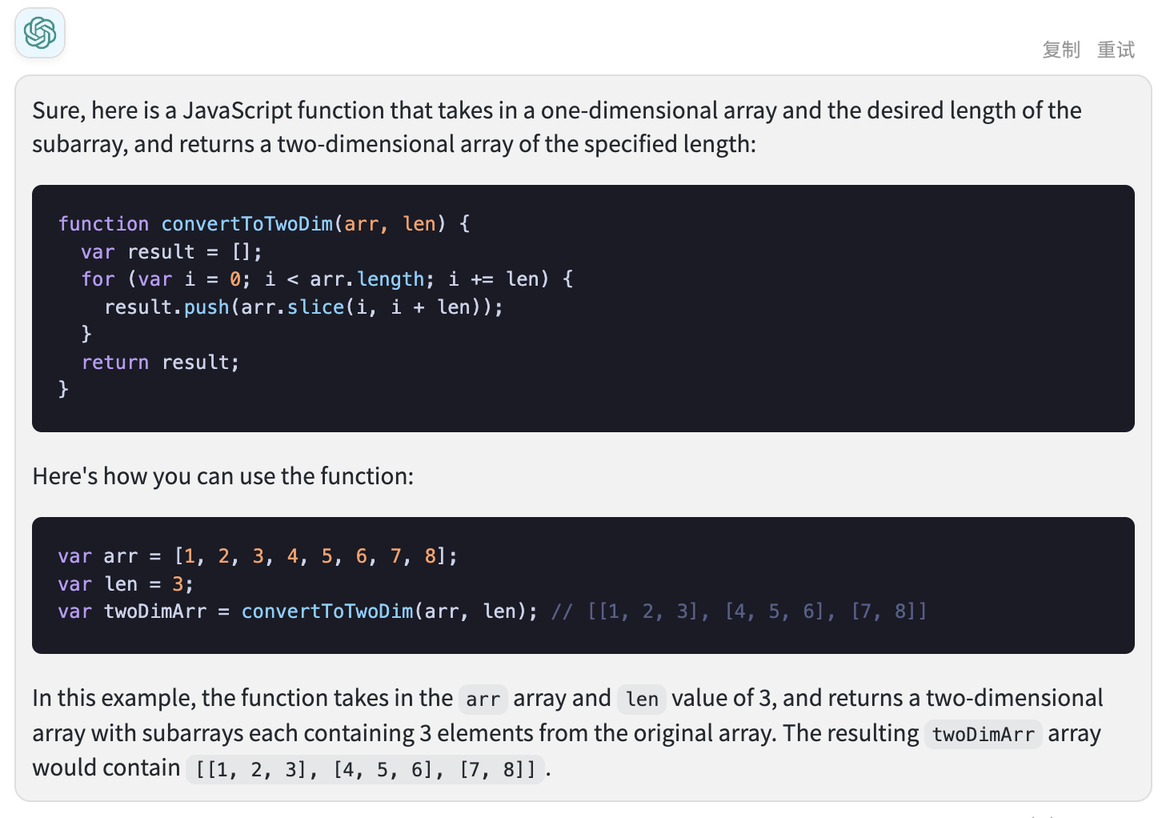 复制 重试
Sure, here is a JavaScript function that takes in a one-dimensional array and the desired length of the
subarray, and returns a two-dimensional array of the specified length:
function convertToTwoDim(arr, len) {
  var result = [];
  for (var i = 0; i < arr.length; i += len) {
    result.push(arr.slice(i, i + len));
  }
  return result;
}
Here's how you can use the function:
var arr = [1, 2, 3, 4, 5, 6, 7, 8];
var len = 3;
var twoDimArr = convertToTwoDim(arr, len); // [[1, 2, 3], [4, 5, 6], [7, 8]]
In this example, the function takes in the arr array and len value of 3, and returns a two-dimensional
array with subarrays each containing 3 elements from the original array. The resulting twoDimArr array
would contain [[1, 2, 3], [4, 5, 6], [7, 8]].